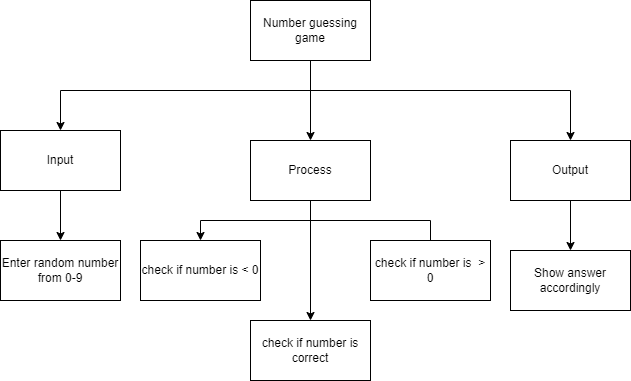 Number guessing
game
Input
Process
Output
Enter random number
from 0-9
check if number is < 0
check if number is  >
0
Show answer
accordingly
check if number is
correct